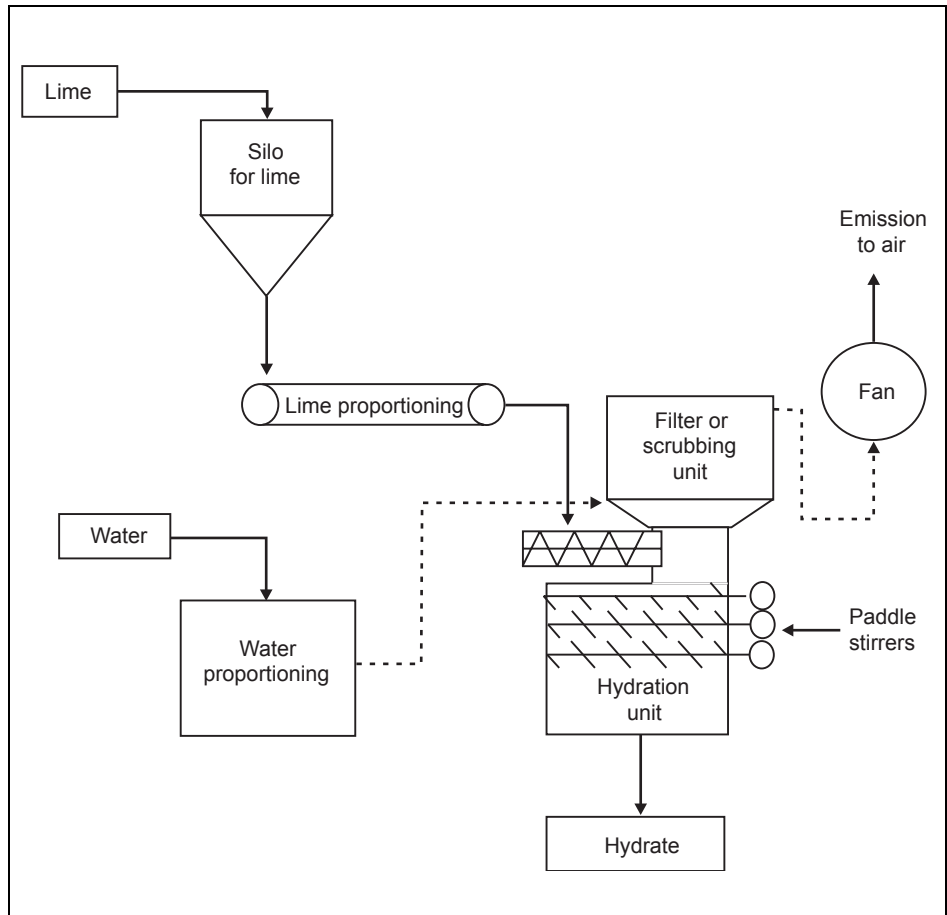 Lime
Silo
for lime
Emission
to air
Lime proportioning
Fan
Filter or
scrubbing
unit
Water
Water
proportioning
Paddle
stirrers
Hydration
unit
Hydrate